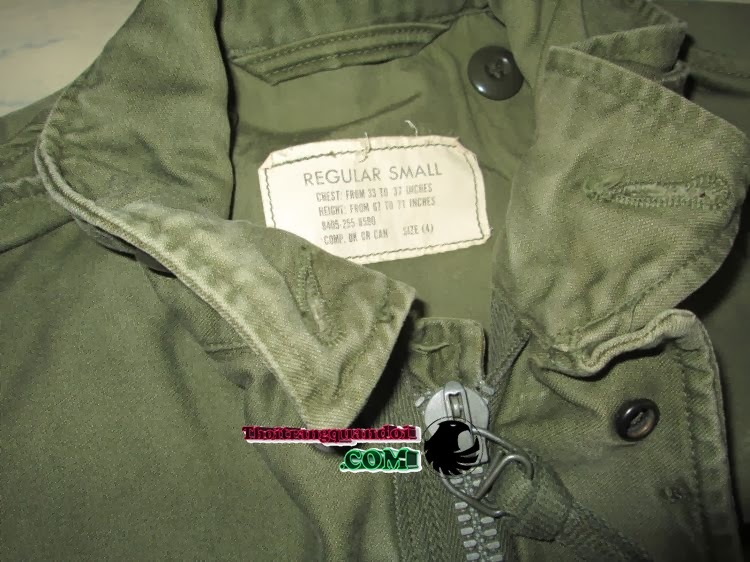 REGULAR SMALL
CHEST: FROM 33 TO 37 INCHES
HEIGHT: FROM 67 TO 71 INCHES
8405-255-8590
COMP. OK OR CAN SIZE (4)
Thoitrangquandoi
.COM